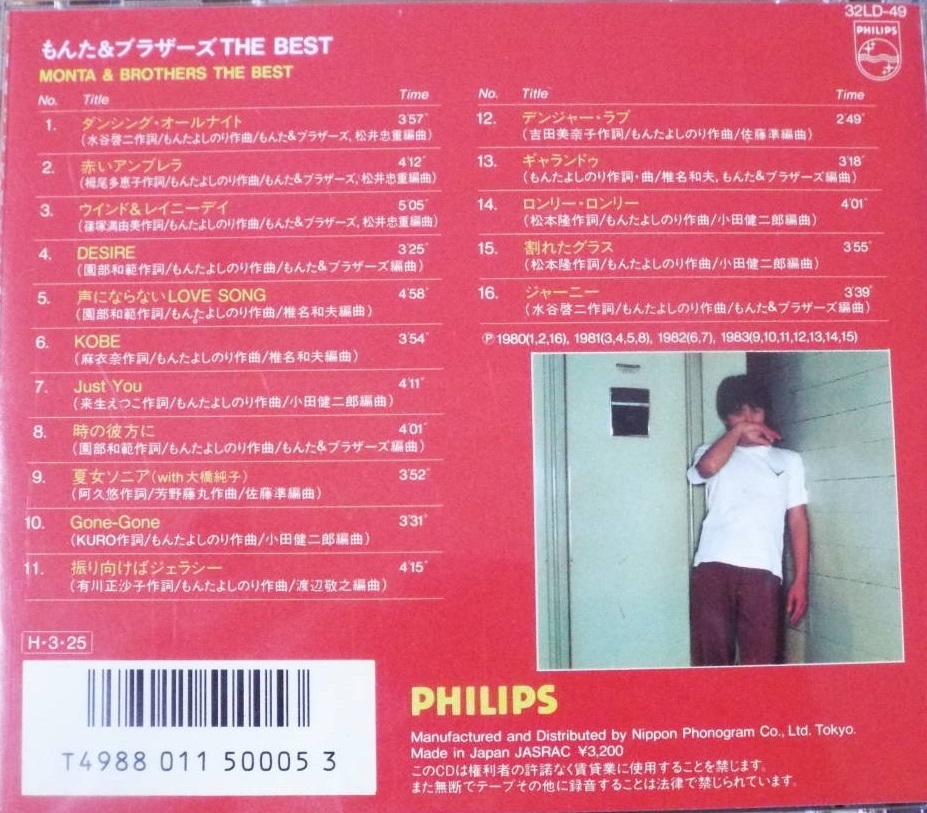 32LD-49
PHILIPS
もんた&ブラザーズ THE BEST
MONTA & BROTHERS THE BEST
No. Title Time
1. ダンシング・オールナイト 3′57″
(水谷啓二作詞/もんたよしのり作曲/もんた&ブラザーズ, 松井忠重編曲)
2. 赤いアンブレラ 4′12″
(栂尾多恵子作詞/もんたよしのり作曲/もんた&ブラザーズ, 松井忠重編曲)
3. ウインド&レイニーデイ 5′05″
(篠塚満由美作詞/もんたよしのり作曲/もんた&ブラザーズ, 松井忠重編曲)
4. DESIRE 3′25″
(園部和範作詞/もんたよしのり作曲/もんた&ブラザーズ編曲)
5. 声にならないLOVE SONG 4′58″
(園部和範作詞/もんたよしのり作曲/椎名和夫編曲)
6. KOBE 3′54″
(麻衣奈作詞/もんたよしのり作曲/椎名和夫編曲)
7. Just You 4′11″
(来生えつこ作詞/もんたよしのり作曲/小田健二郎編曲)
8. 時の彼方に 4′01″
(園部和範作詞/もんたよしのり作曲/もんた&ブラザーズ編曲)
9. 夏女ソニア(with大橋純子) 3′52″
(阿久悠作詞/芳野藤丸作曲/佐藤準編曲)
10. Gone-Gone 3′31″
(KURO作詞/もんたよしのり作曲/小田健二郎編曲)
11. 振り向けばジェラシー 4′15″
(有川正沙子作詞/もんたよしのり作曲/渡辺敬之編曲)
No. Title Time
12. デンジャー・ラブ 2′49″
(吉田美奈子作詞/もんたよしのり作曲/佐藤準編曲)
13. ギャランドゥ 3′18″
(もんたよしのり作詞・曲/椎名和夫, もんた&ブラザーズ編曲)
14. ロンリー・ロンリー 4′01″
(松本隆作詞/もんたよしのり作曲/小田健二郎編曲)
15. 割れたグラス 3′55″
(松本隆作詞/もんたよしのり作曲/小田健二郎編曲)
16. ジャーニー 3′39″
(水谷啓二作詞/もんたよしのり作曲/もんた&ブラザーズ編曲)
℗1980(1,2,16), 1981(3,4,5,8), 1982(6,7), 1983(9,10,11,12,13,14,15)
H・3・25
T4988 011 50005 3
PHILIPS
Manufactured and Distributed by Nippon Phonogram Co., Ltd. Tokyo.
Made in Japan JASRAC ¥3,200
このCDは権利者の許諾なく賃貸業に使用することを禁じます。
また無断でテープその他に録音することは法律で禁じられています。